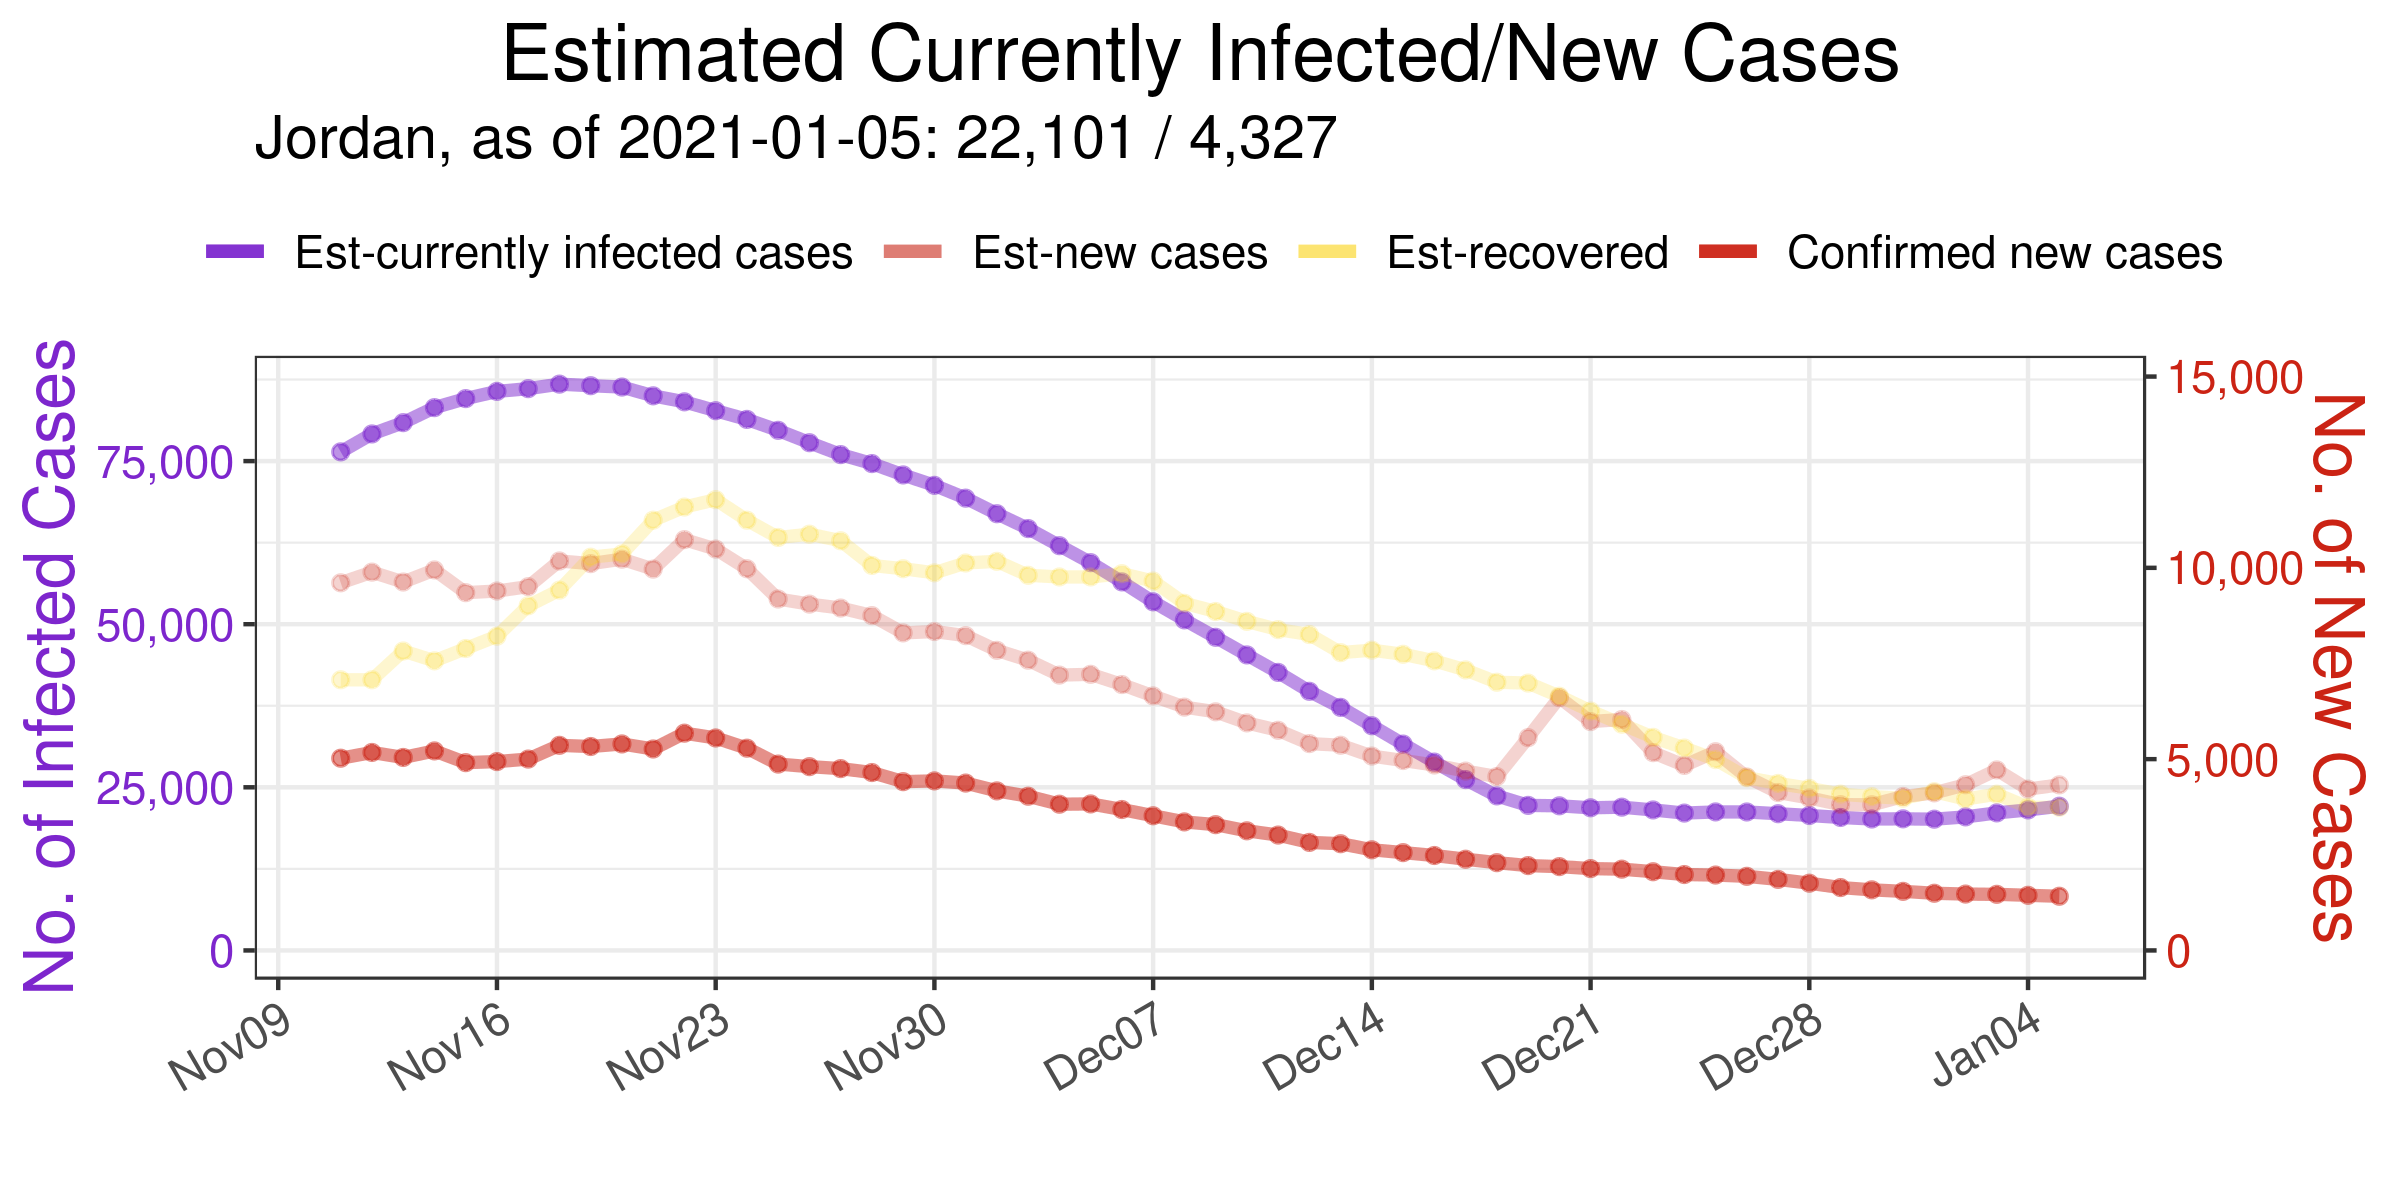 Estimated Currently Infected/New Cases
Jordan, as of 2021-01-05: 22,101 / 4,327
Est-currently infected cases Est-new cases Est-recovered Confirmed new cases
No. of Infected Cases
75,000
50,000
25,000
0
15,000
10,000
5,000
0
No. of New Cases
Nov09 Nov16 Nov23 Nov30 Dec07 Dec14 Dec21 Dec28 Jan04